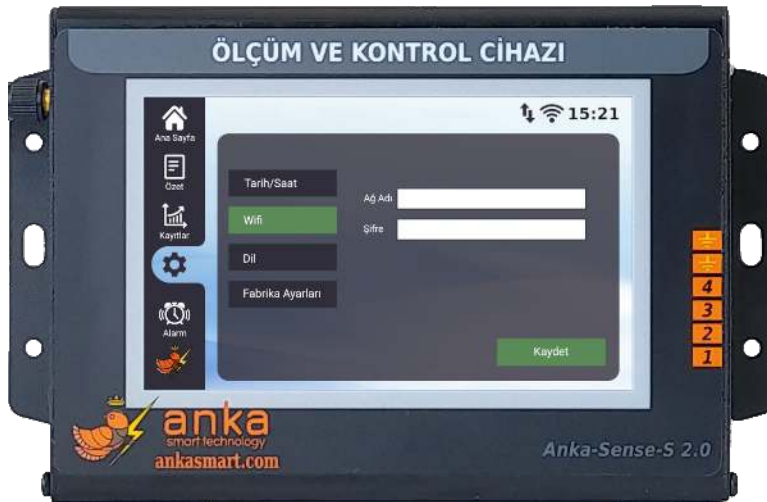 ÖLÇÜM VE KONTROL CİHAZI
15:21
Ana Sayfa
Özet
Kayıtlar
Alarm
Tarih/Saat
Wifi
Dil
Fabrika Ayarları
Ağ Adı
Şifre
Kaydet
4
3
2
1
anka
smart technology
ankasmart.com
Anka-Sense-S 2.0